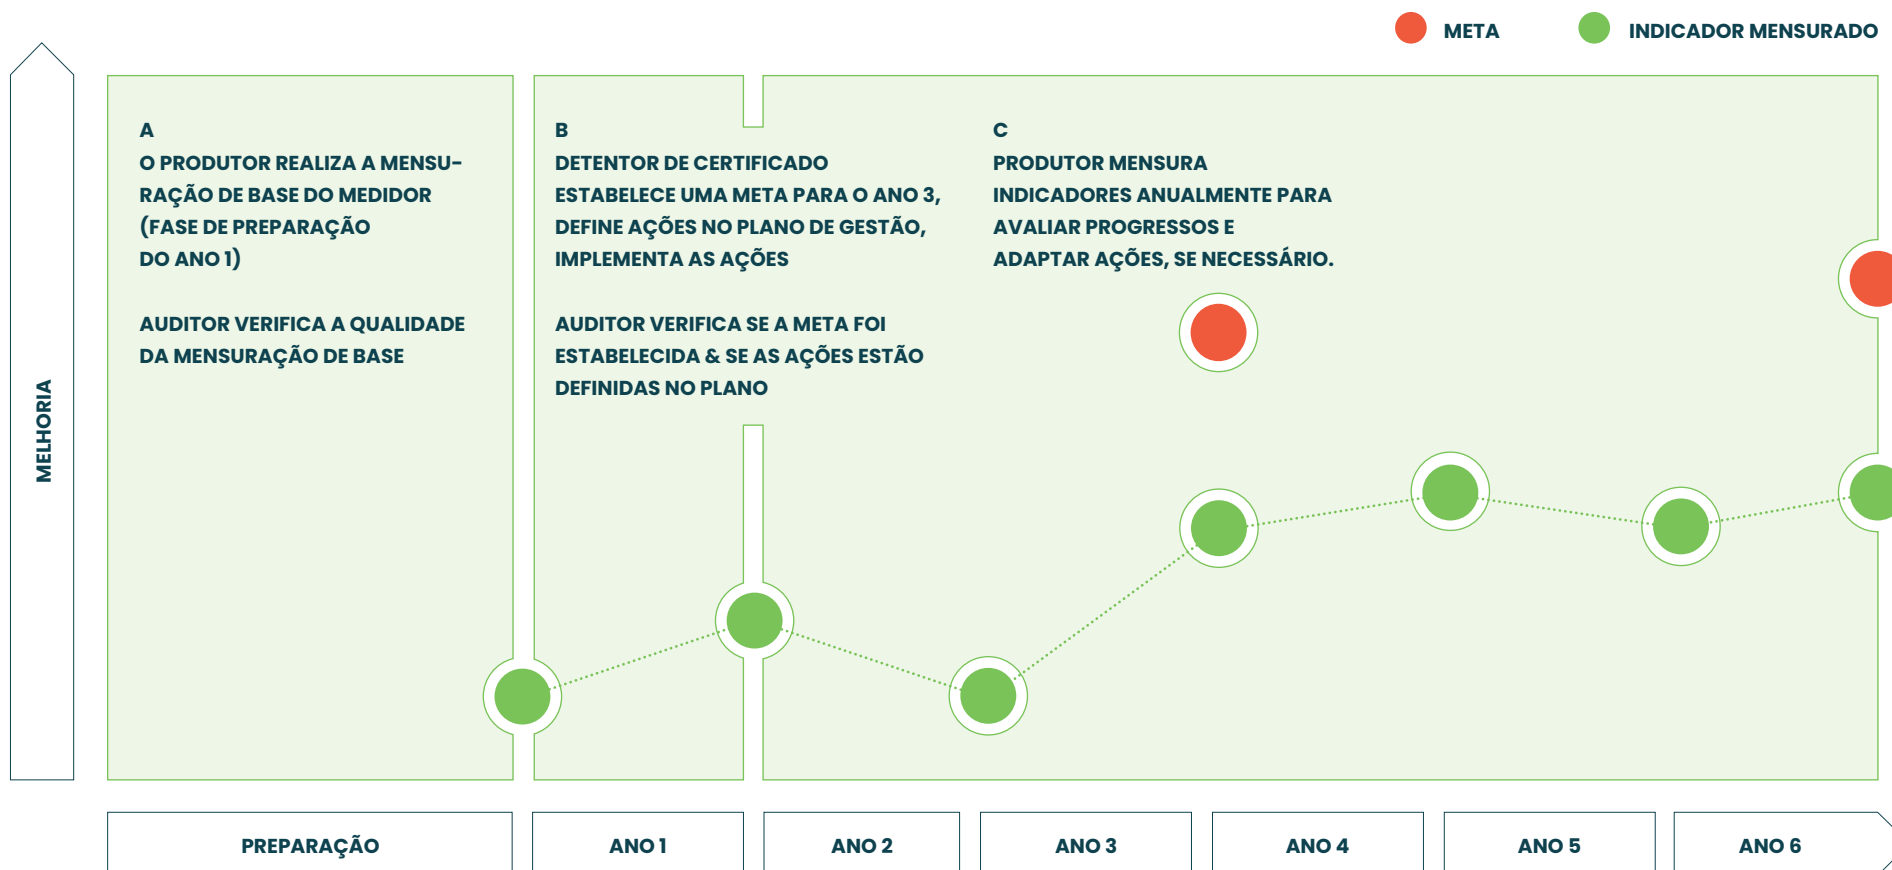 META
INDICADOR MENSURADO
A
O PRODUTOR REALIZA A MENSU-
RAÇÃO DE BASE DO MEDIDOR
(FASE DE PREPARAÇÃO
DO ANO 1)
AUDITOR VERIFICA A QUALIDADE
DA MENSURAÇÃO DE BASE
B
DETENTOR DE CERTIFICADO
ESTABELECE UMA META PARA O ANO 3,
DEFINE AÇÕES NO PLANO DE GESTÃO,
IMPLEMENTA AS AÇÕES
AUDITOR VERIFICA SE A META FOI
ESTABELECIDA & SE AS AÇÕES ESTÃO
DEFINIDAS NO PLANO
C
PRODUTOR MENSURA
INDICADORES ANUALMENTE PARA
AVALIAR PROGRESSOS E
ADAPTAR AÇÕES, SE NECESSÁRIO.
MELHORIA
PREPARAÇÃO
ANO 1
ANO 2
ANO 3
ANO 4
ANO 5
ANO 6